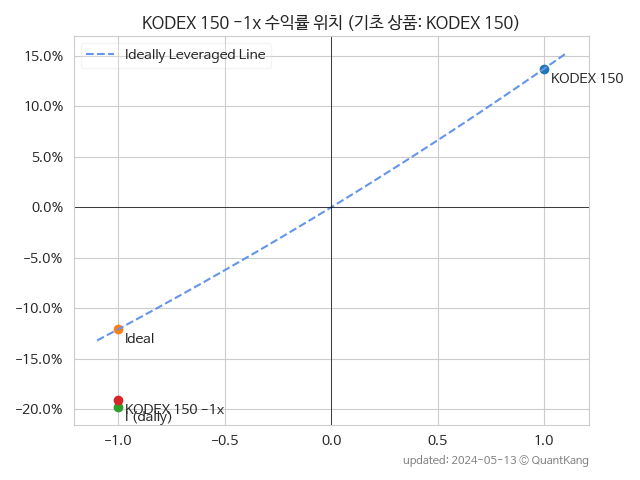 KODEX 150 −1x 수익률 위치 (기초 상품: KODEX 150)
Ideally Leveraged Line
15.0%
10.0%
5.0%
0.0%
−5.0%
−10.0%
−15.0%
−20.0%
KODEX 150
Ideal
KODEX 150 −1x
I (daily)
−1.0
−0.5
0.0
0.5
1.0
updated: 2024-05-13 © QuantKang